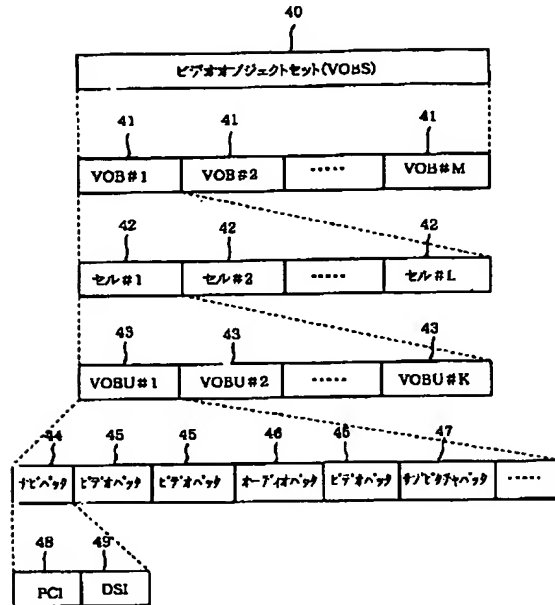 40
ビデオオブジェクトセット(VOBS)
41 41 41
VOB#1 VOB#2 ····· VOB#M
42 42 42
セル#1 セル#2 ····· セル#L
43 43 43
VOBU#1 VOBU#2 ····· VOBU#K
44 45 45 46 45 47
ナビパック ビデオパック ビデオパック オーディオパック ビデオパック サブピクチャパック ·····
48 49
PCI DSI